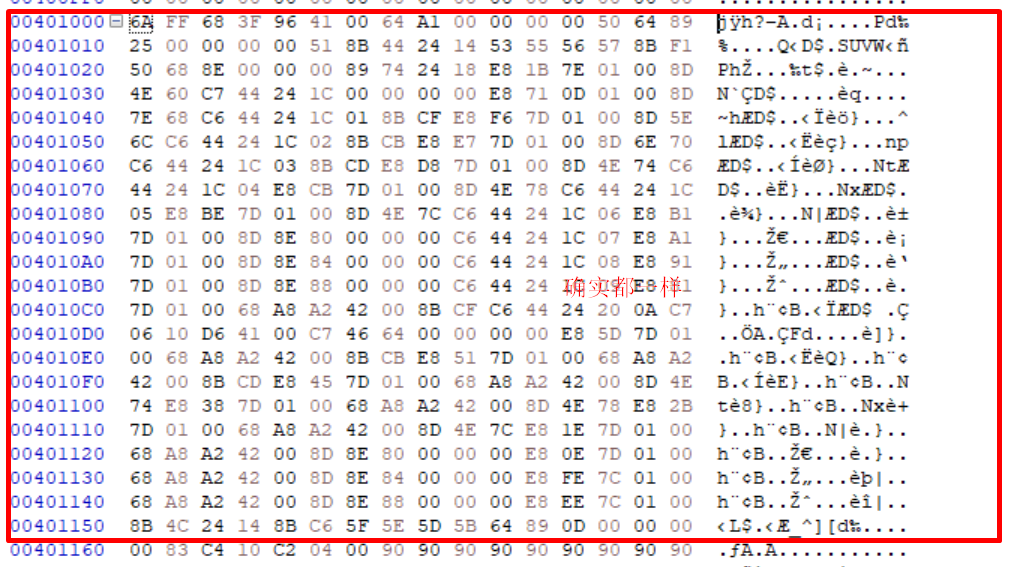 00401000 6A FF 68 3F 96 41 00 64 A1 00 00 00 00 50 64 89 jÿh?–A.d¡....Pd‰
00401010 25 00 00 00 00 51 8B 44 24 14 53 55 56 57 8B F1 %....Q‹D$.SUVW‹ñ
00401020 50 68 8E 00 00 00 89 74 24 18 E8 1B 7E 01 00 8D PhŽ...‰t$.è.~...
00401030 4E 60 C7 44 24 1C 00 00 00 00 E8 71 0D 01 00 8D N`ÇD$.....èq....
00401040 7E 68 C6 44 24 1C 01 8B CF E8 F6 7D 01 00 8D 5E ~hÆD$..‹Ïèö}...^
00401050 6C C6 44 24 1C 02 8B CB E8 E7 7D 01 00 8D 6E 70 lÆD$..‹Ëèç}...np
00401060 C6 44 24 1C 03 8B CD E8 D8 7D 01 00 8D 4E 74 C6 ÆD$..‹ÍèØ}...NtÆ
00401070 44 24 1C 04 E8 CB 7D 01 00 8D 4E 78 C6 44 24 1C D$..èË}...NxÆD$.
00401080 05 E8 BE 7D 01 00 8D 4E 7C C6 44 24 1C 06 E8 B1 .è¾}...N|ÆD$..è±
00401090 7D 01 00 8D 8E 80 00 00 00 C6 44 24 1C 07 E8 A1 }...Ž€...ÆD$..è¡
004010A0 7D 01 00 8D 8E 84 00 00 00 C6 44 24 1C 08 E8 91 }...Ž„...ÆD$..è‘
004010B0 7D 01 00 8D 8E 88 00 00 00 C6 44 24 }...Žˆ...ÆD$..è.
确实都一样
004010C0 7D 01 00 68 A8 A2 42 00 8B CF C6 44 24 20 0A C7 }..h¨¢B.‹ÏÆD$ .Ç
004010D0 06 10 D6 41 00 C7 46 64 00 00 00 00 E8 5D 7D 01 ..ÖA.ÇFd....è]}.
004010E0 00 68 A8 A2 42 00 8B CB E8 51 7D 01 00 68 A8 A2 .h¨¢B.‹ËèQ}..h¨¢
004010F0 42 00 8B CD E8 45 7D 01 00 68 A8 A2 42 00 8D 4E B.‹ÍèE}..h¨¢B..N
00401100 74 E8 38 7D 01 00 68 A8 A2 42 00 8D 4E 78 E8 2B tè8}..h¨¢B..Nxè+
00401110 7D 01 00 68 A8 A2 42 00 8D 4E 7C E8 1E 7D 01 00 }..h¨¢B..N|è.}..
00401120 68 A8 A2 42 00 8D 8E 80 00 00 00 E8 0E 7D 01 00 h¨¢B..Ž€...è.}..
00401130 68 A8 A2 42 00 8D 8E 84 00 00 00 E8 FE 7C 01 00 h¨¢B..Ž„...èþ|..
00401140 68 A8 A2 42 00 8D 8E 88 00 00 00 E8 EE 7C 01 00 h¨¢B..Žˆ...èî|..
00401150 8B 4C 24 14 8B C6 5F 5E 5D 5B 64 89 0D 00 00 00 ‹L$.‹Æ_^][d‰....
00401160 00 83 C4 10 C2 04 00 90 90 90 90 90 90 90 90 90 .ƒÄ.Â...........